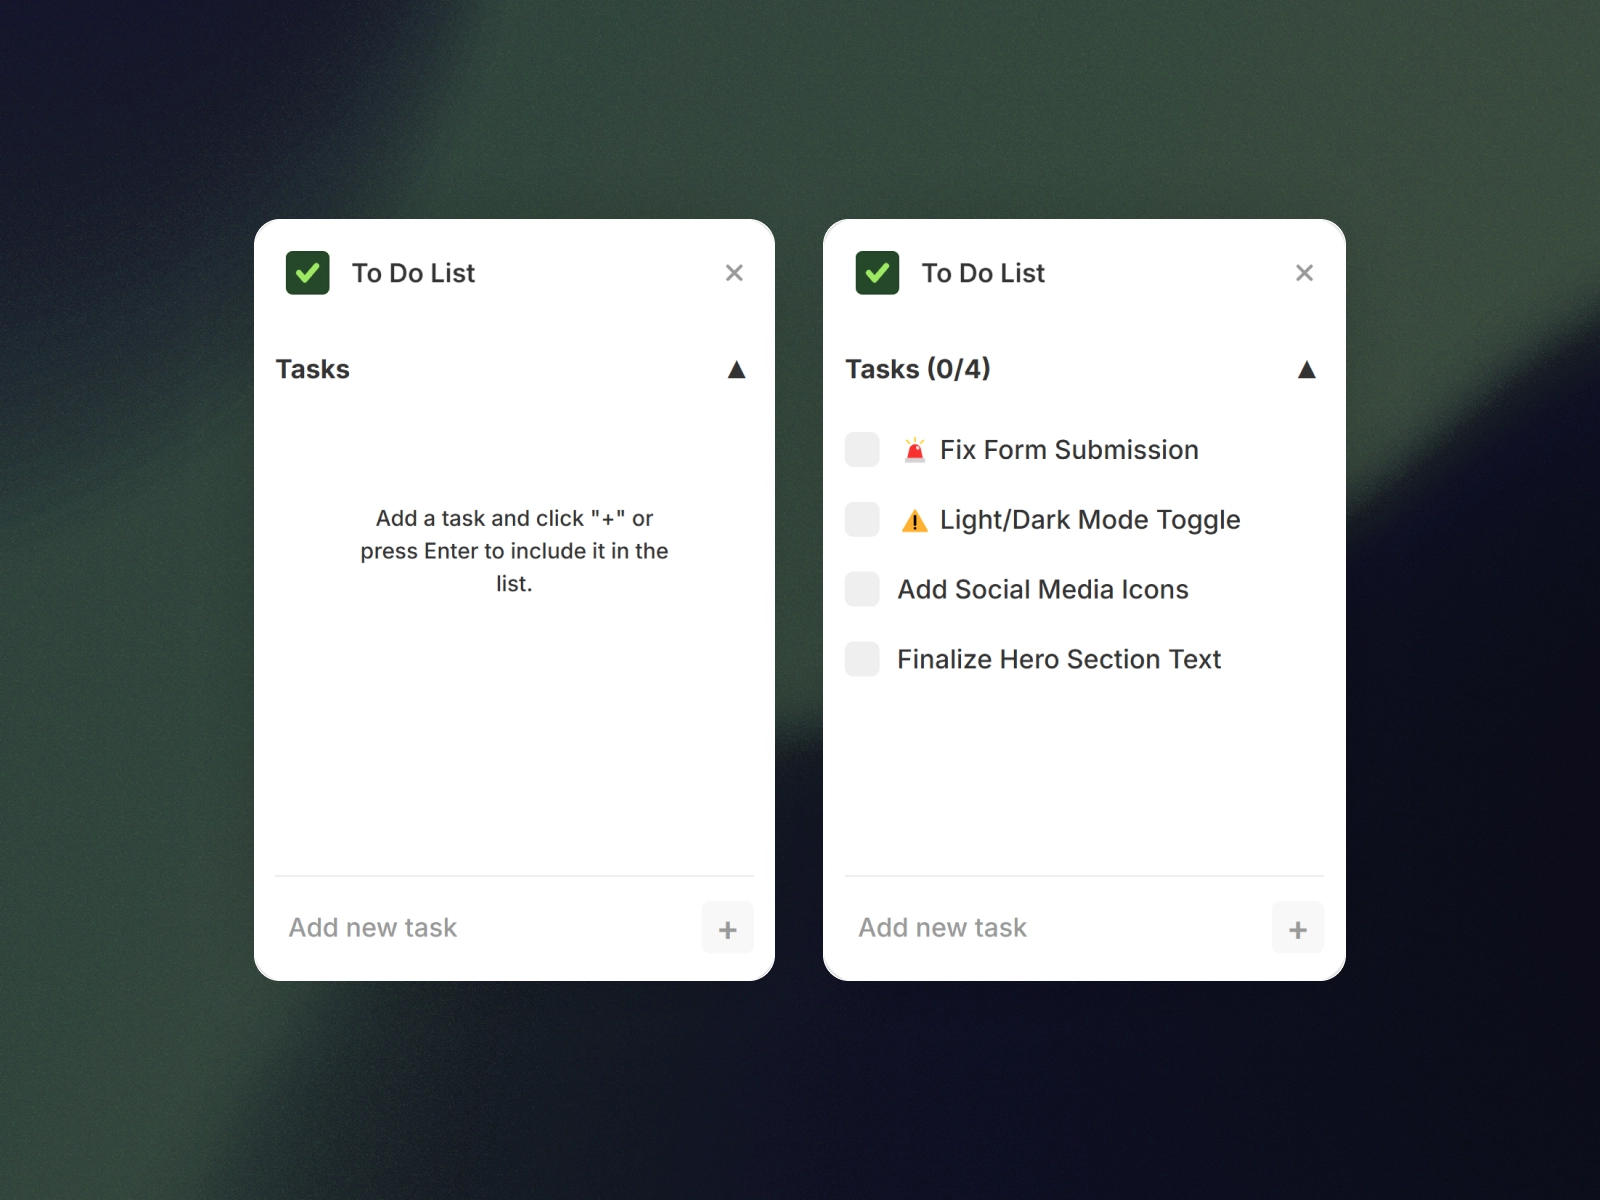 To Do List
Tasks
Add a task and click "+" or
press Enter to include it in the
list.
Add new task
+
To Do List
Tasks (0/4)
🚨 Fix Form Submission
⚠️ Light/Dark Mode Toggle
Add Social Media Icons
Finalize Hero Section Text
Add new task
+